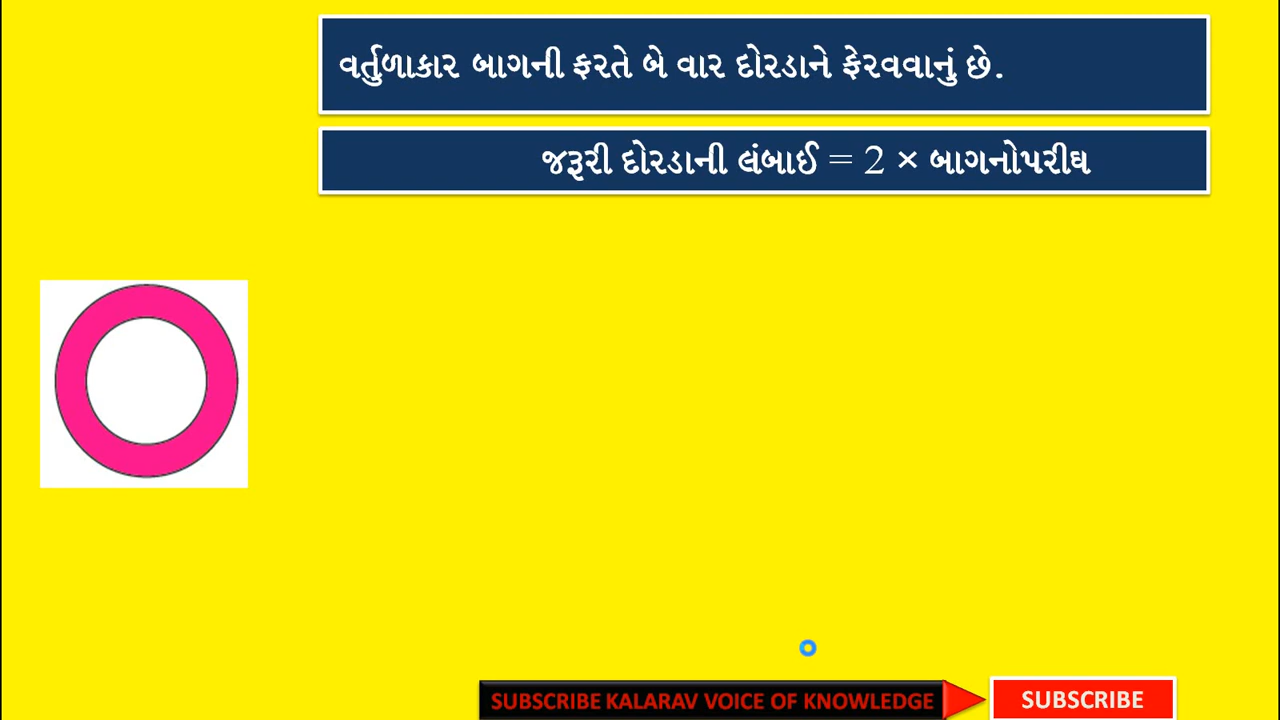 વર્તુળાકાર બાગની ફરતે બે વાર દોરડાને ફેરવવાનું છે.
જરૂરી દોરડાની લંબાઈ = 2 × બાગનોપરીઘ
SUBSCRIBE KALARAV VOICE OF KNOWLEDGE
SUBSCRIBE